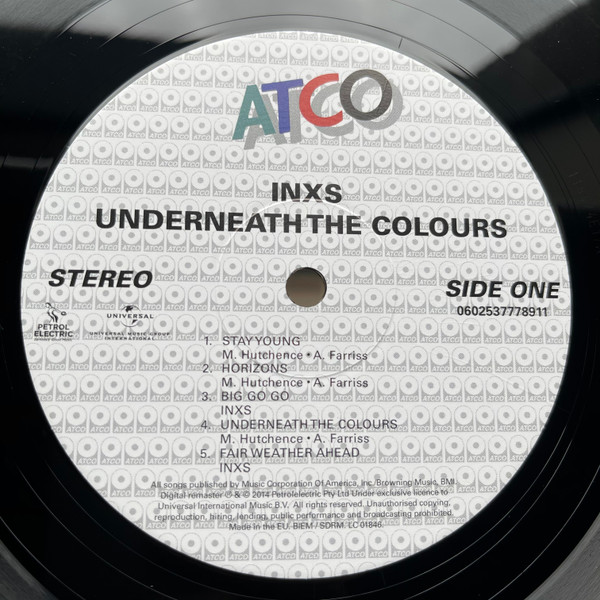 ATCO
INXS
UNDERNEATH THE COLOURS
STEREO
SIDE ONE
0602537778911
PETROL
ELECTRIC
UNIVERSAL
UNIVERSAL MUSIC GROUP
INTERNATIONAL
1. STAY YOUNG
M. Hutchence • A. Farriss
2. HORIZONS
M. Hutchence • A. Farriss
3. BIG GO GO
INXS
4. UNDERNEATH THE COLOURS
M. Hutchence • A. Farriss
5. FAIR WEATHER AHEAD
INXS
All songs published by Music Corporation Of America, Inc/Browning Music, BMI.
Digital remaster ℗ & © 2014 Petrolelectric Pty Ltd Under exclusive licence to
Universal International Music B.V. All rights reserved. Unauthorised copying,
reproduction, hiring, lending, public performance and broadcasting prohibited.
Made in the EU. BIEM / SDRM. LC 01846.